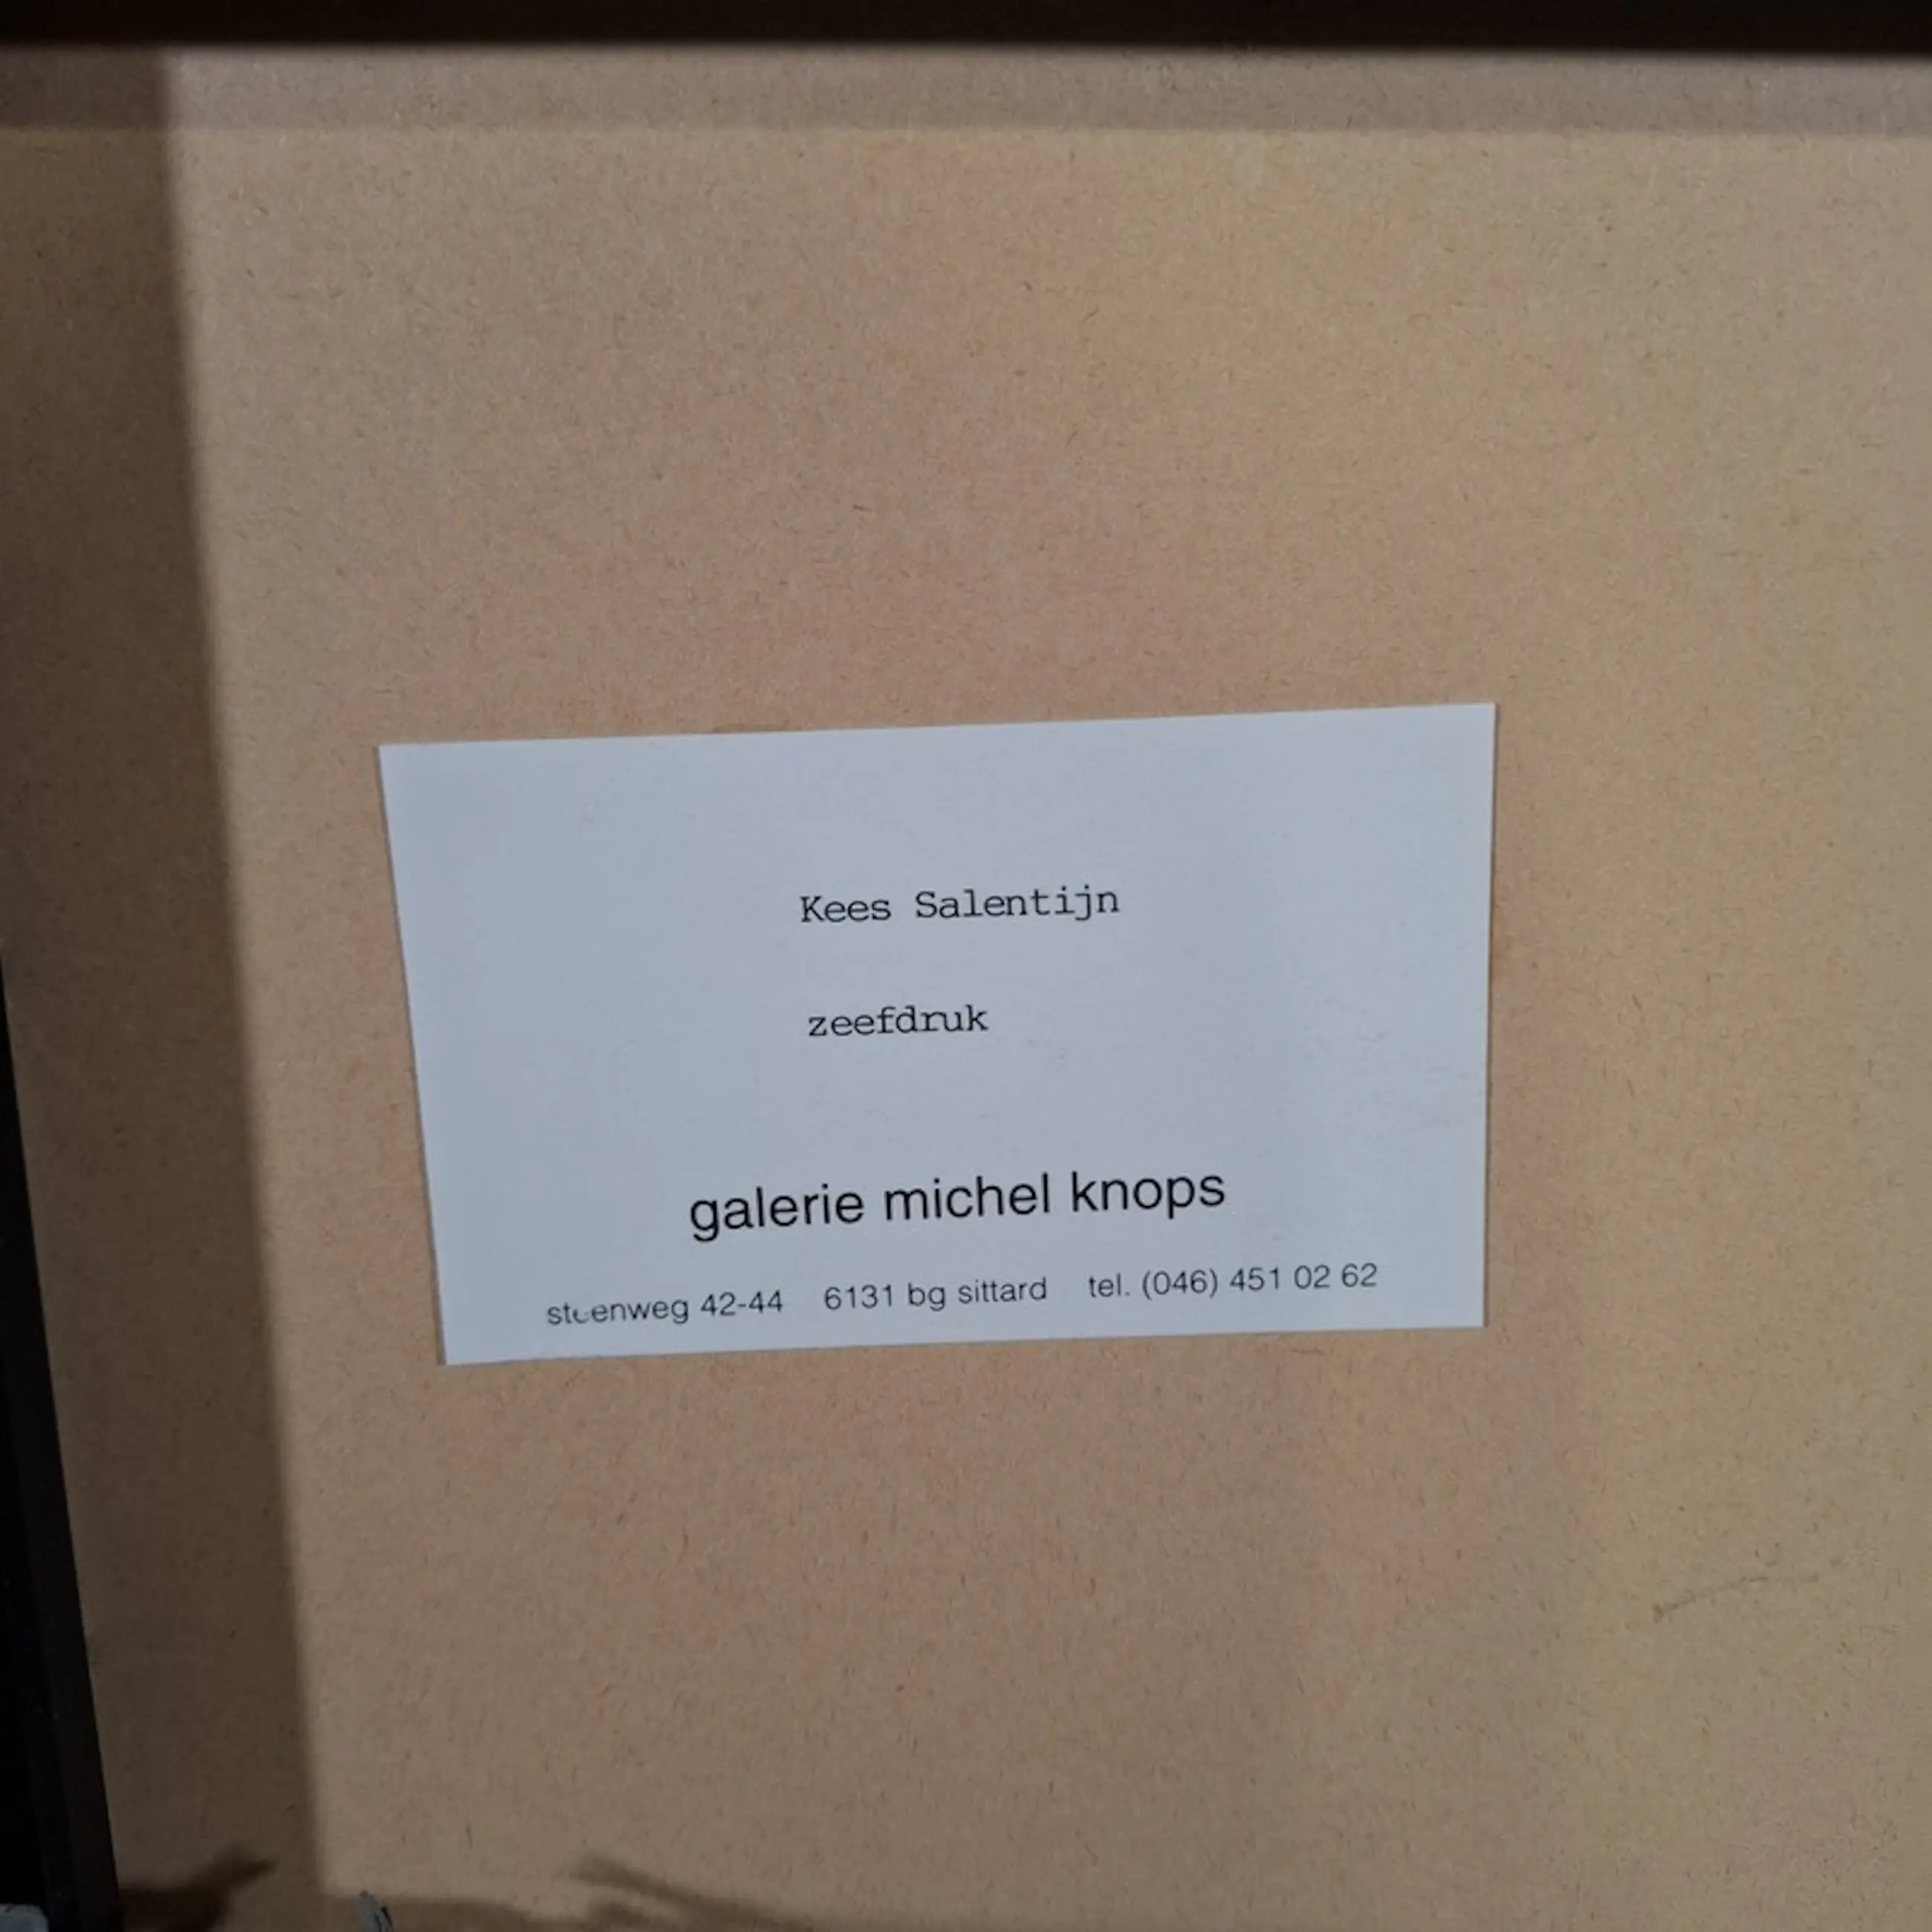 Kees Salentijn
zeefdruk
galerie michel knops
steenweg 42-44 6131 bg sittard tel. (046) 451 02 62